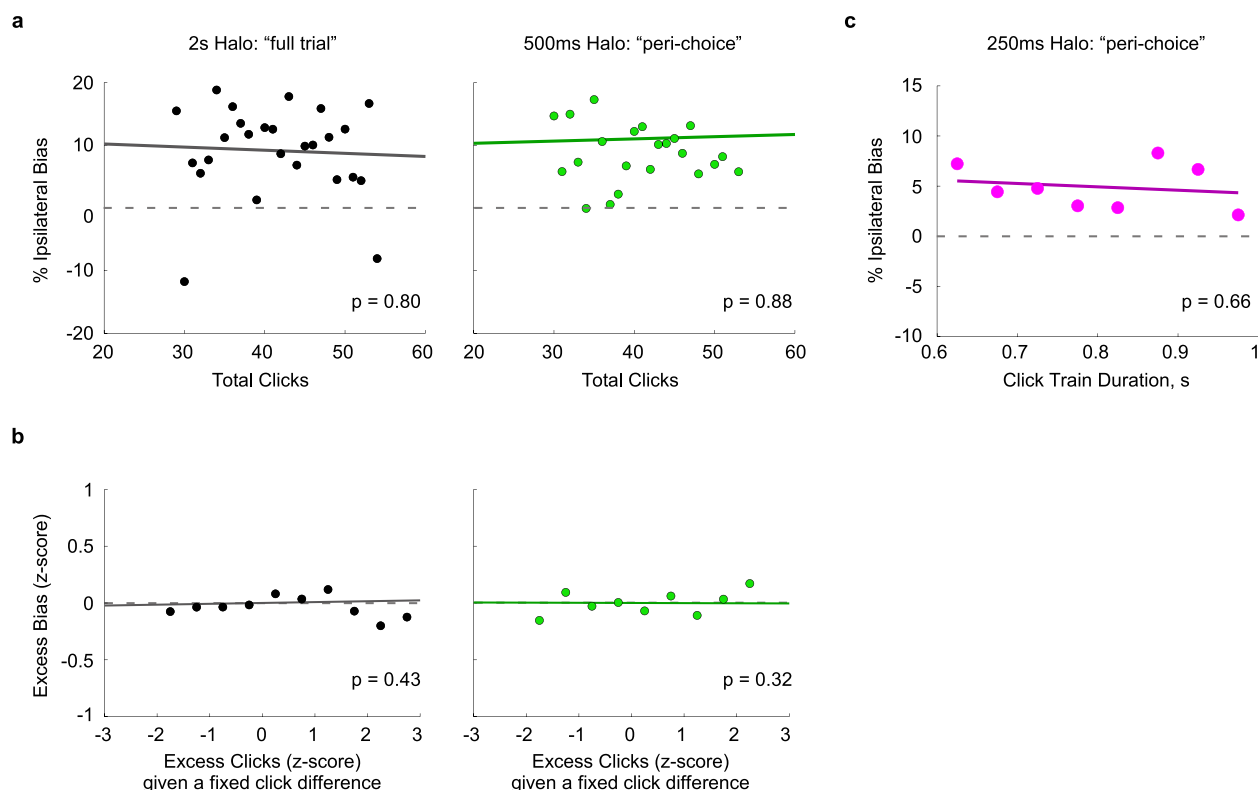 a
2s Halo: “full trial”
% Ipsilateral Bias
20
10
0
-10
-20
p = 0.80
20 30 40 50 60
Total Clicks
500ms Halo: “peri-choice”
p = 0.88
20 30 40 50 60
Total Clicks
c
250ms Halo: “peri-choice”
% Ipsilateral Bias
15
10
5
0
-5
-10
p = 0.66
0.6 0.7 0.8 0.9 1
Click Train Duration, s
b
Excess Bias (z-score)
1
0.5
0
-0.5
-1
p = 0.43
-3 -2 -1 0 1 2 3
Excess Clicks (z-score)
given a fixed click difference
p = 0.32
-3 -2 -1 0 1 2 3
Excess Clicks (z-score)
given a fixed click difference